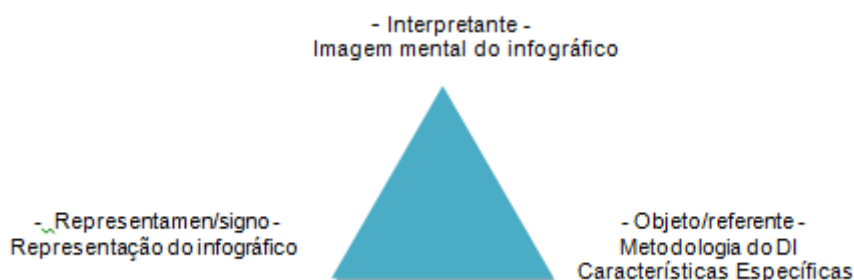 - Interpretante -
Imagem mental do infográfico
- Representamen/signo -
Representação do infográfico
- Objeto/referente -
Metodologia do DI
Características Específicas